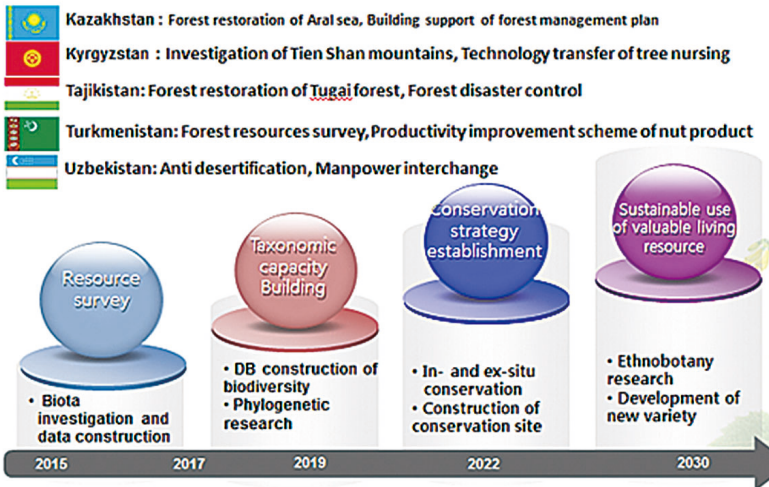 Kazakhstan : Forest restoration of Aral sea, Building support of forest management plan
Kyrgyzstan : Investigation of Tien Shan mountains, Technology transfer of tree nursing
Tajikistan: Forest restoration of Tugai forest, Forest disaster control
Turkmenistan: Forest resources survey, Productivity improvement scheme of nut product
Uzbekistan: Anti desertification, Manpower interchange
Resource
survey
Taxonomic
capacity
Building
Conservation
strategy
establishment
Sustainable use
of valuable living
resource
• Biota
investigation and
data construction
• DB construction of
biodiversity
• Phylogenetic
research
• In- and ex-situ
conservation
• Construction of
conservation site
• Ethnobotany
research
• Development of
new variety
2015
2017
2019
2022
2030